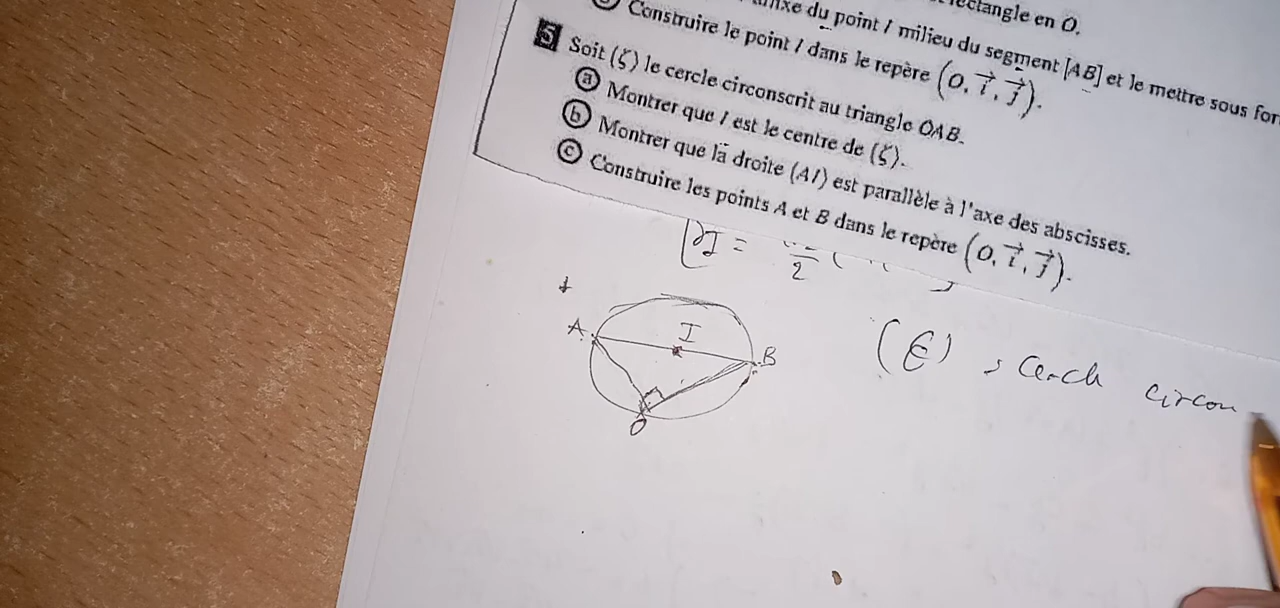 rectangle en O.
du point I milieu du segment [AB] et le mettre sous for
Construire le point I dans le repère (O, i, j).
5 Soit (ζ) le cercle circonscrit au triangle OAB.
a Montrer que I est le centre de (ζ).
b Montrer que la droite (AI) est parallèle à l'axe des abscisses.
c Construire les points A et B dans le repère (O, i, j).
2
A I B
O
(C) , Cercle circon